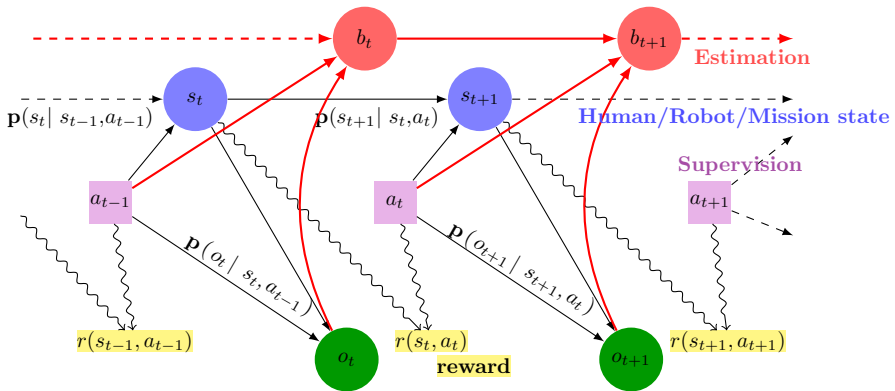 b_t
b_{t+1}
Estimation
s_t
s_{t+1}
p(s_t| s_{t−1},a_{t−1})
p(s_{t+1}| s_t,a_t)
Human/Robot/Mission state
Supervision
a_{t−1}
a_t
a_{t+1}
p(o_t| s_t,a_{t−1})
p(o_{t+1}| s_{t+1},a_t)
r(s_{t−1},a_{t−1})
r(s_t,a_t)
r(s_{t+1},a_{t+1})
o_t
reward
o_{t+1}